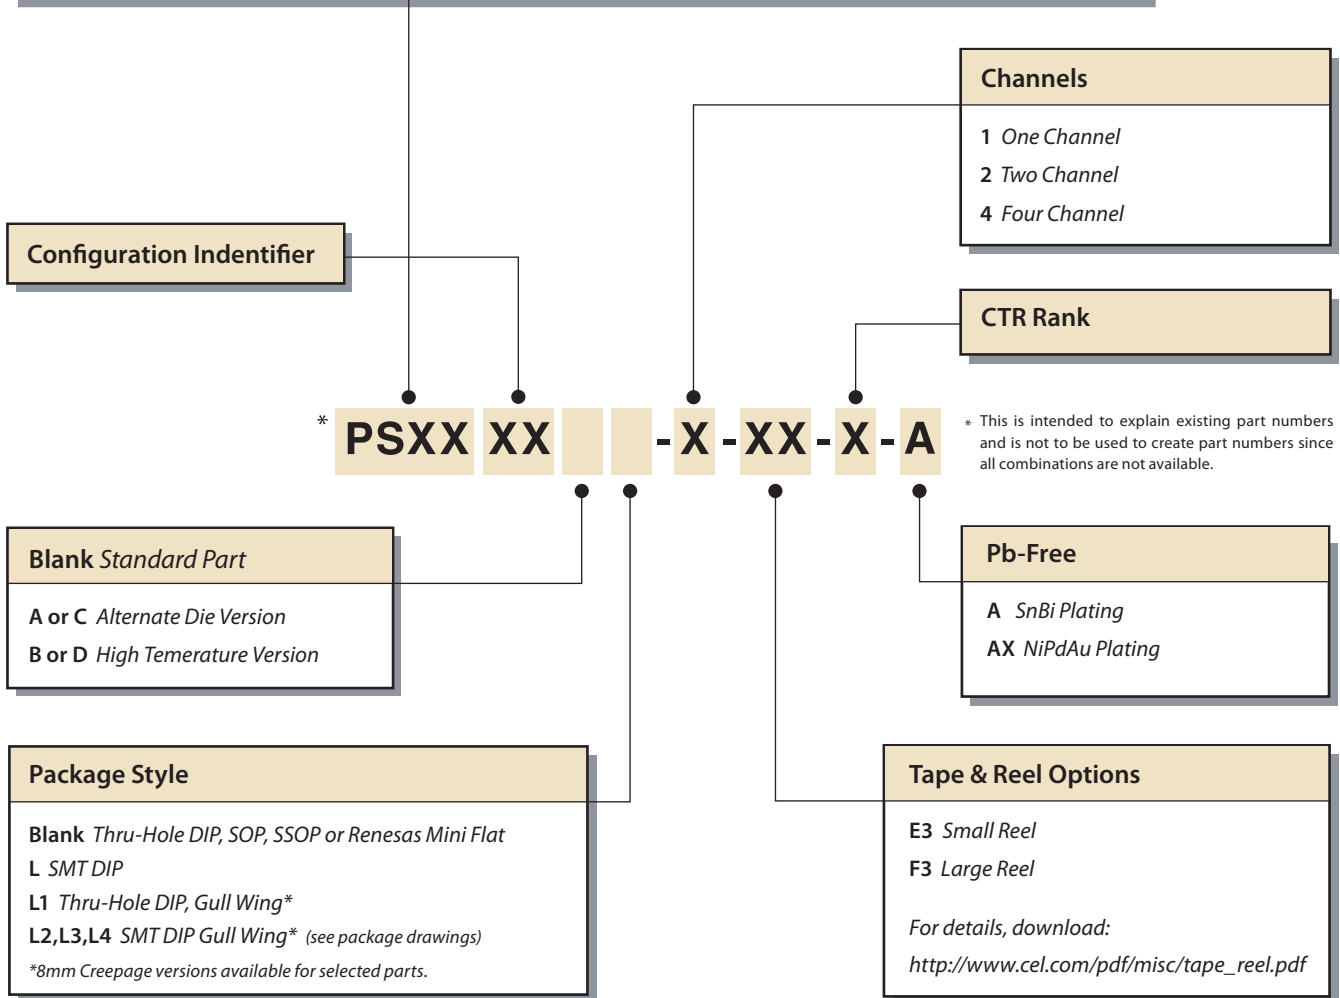 Channels
1 One Channel
2 Two Channel
4 Four Channel
Configuration Indentifier
CTR Rank
* PSXX XX - X - XX - X - A
* This is intended to explain existing part numbers
and is not to be used to create part numbers since
all combinations are not available.
Blank Standard Part
A or C Alternate Die Version
B or D High Temerature Version
Pb-Free
A SnBi Plating
AX NiPdAu Plating
Package Style
Blank Thru-Hole DIP, SOP, SSOP or Renesas Mini Flat
L SMT DIP
L1 Thru-Hole DIP, Gull Wing*
L2,L3,L4 SMT DIP Gull Wing* (see package drawings)
*8mm Creepage versions available for selected parts.
Tape & Reel Options
E3 Small Reel
F3 Large Reel
For details, download:
http://www.cel.com/pdf/misc/tape_reel.pdf